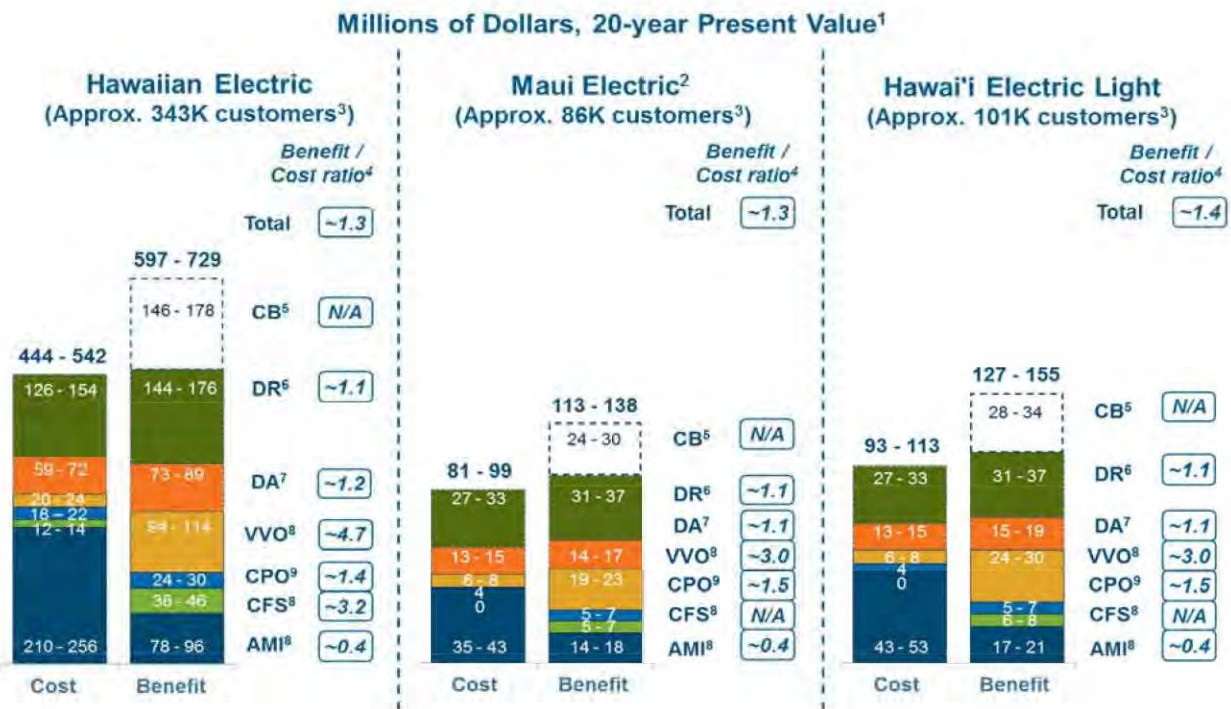 Millions of Dollars, 20-year Present Value¹
Hawaiian Electric
(Approx. 343K customers³)
Benefit /
Cost ratio⁴
Total ~1.3
597 - 729
146 - 178
CB⁵ N/A
444 - 542
126 - 154
144 - 176
DR⁶ ~1.1
59 - 72
73 - 89
DA⁷ ~1.2
20 - 24
18 - 22
12 - 14
94 - 114
VVO⁸ ~4.7
24 - 30
CPO⁹ ~1.4
38 - 46
CFS⁸ ~3.2
210 - 256
78 - 96
AMI⁸ ~0.4
Cost
Benefit
Maui Electric²
(Approx. 86K customers³)
Benefit /
Cost ratio⁴
Total ~1.3
113 - 138
24 - 30
CB⁵ N/A
81 - 99
27 - 33
31 - 37
DR⁶ ~1.1
DA⁷ ~1.1
13 - 15
14 - 17
VVO⁸ ~3.0
6 - 8
19 - 23
CPO⁹ ~1.5
4
0
5 - 7
5 - 7
CFS⁸ N/A
35 - 43
14 - 18
AMI⁸ ~0.4
Cost
Benefit
Hawai'i Electric Light
(Approx. 101K customers³)
Benefit /
Cost ratio⁴
Total ~1.4
127 - 155
28 - 34
CB⁵ N/A
93 - 113
27 - 33
31 - 37
DR⁶ ~1.1
13 - 15
15 - 19
DA⁷ ~1.1
6 - 8
24 - 30
VVO⁸ ~3.0
4
0
CPO⁹ ~1.5
5 - 7
6 - 8
CFS⁸ N/A
43 - 53
17 - 21
AMI⁸ ~0.4
Cost
Benefit